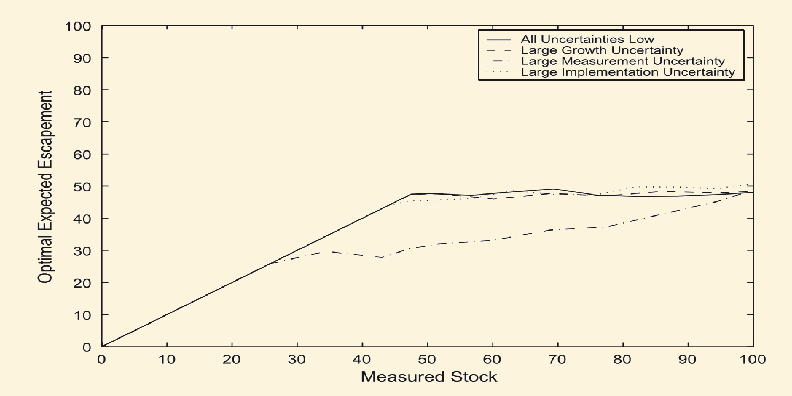 100
90
80
70
60
50
40
30
20
10
0
Optimal Expected Escapement
All Uncertainties Low
Large Growth Uncertainty
Large Measurement Uncertainty
Large Implementation Uncertainty
0 10 20 30 40 50 60 70 80 90 100
Measured Stock